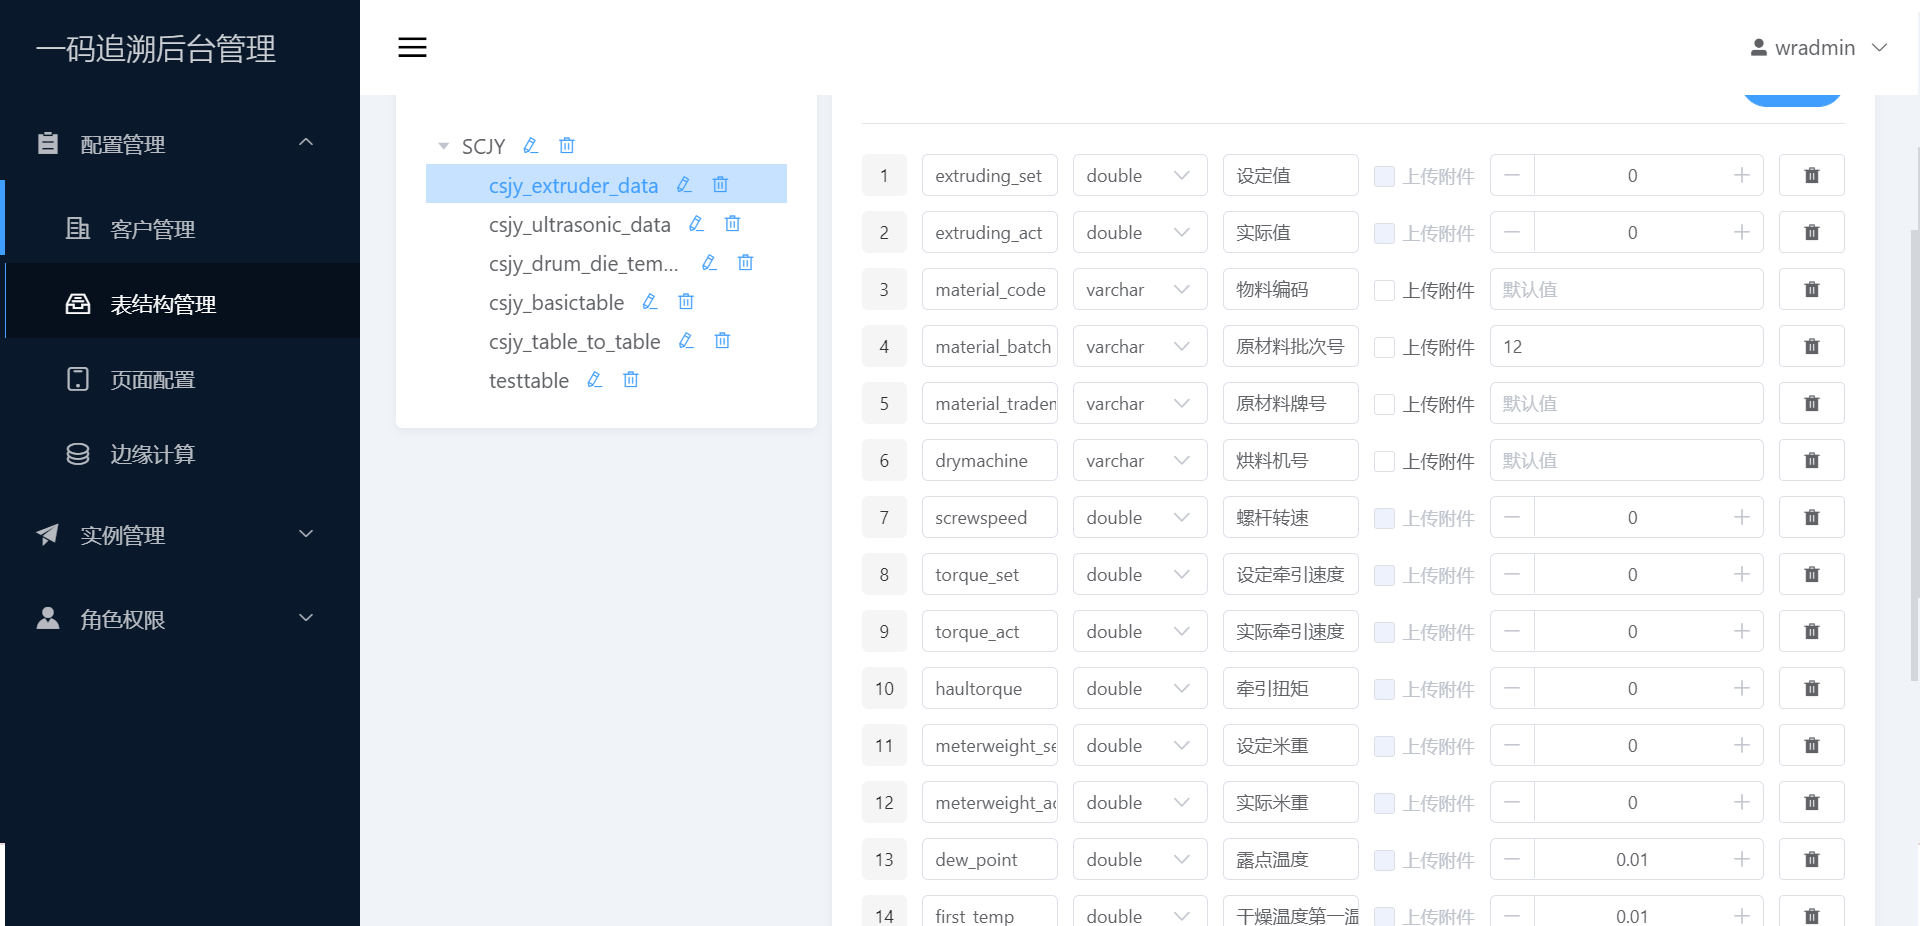 一码追溯后台管理
wradmin
配置管理
客户管理
表结构管理
页面配置
边缘计算
实例管理
角色权限
SCJY
csjy_extruder_data
csjy_ultrasonic_data
csjy_drum_die_tem...
csjy_basictable
csjy_table_to_table
testtable
1 extruding_set double 设定值 上传附件 0
2 extruding_act double 实际值 上传附件 0
3 material_code varchar 物料编码 上传附件 默认值
4 material_batch varchar 原材料批次号 上传附件 12
5 material_traden varchar 原材料牌号 上传附件 默认值
6 drymachine varchar 烘料机号 上传附件 默认值
7 screwspeed double 螺杆转速 上传附件 0
8 torque_set double 设定牵引速度 上传附件 0
9 torque_act double 实际牵引速度 上传附件 0
10 haultorque double 牵引扭矩 上传附件 0
11 meterweight_se double 设定米重 上传附件 0
12 meterweight_ac double 实际米重 上传附件 0
13 dew_point double 露点温度 上传附件 0.01
14 first_temp double 干燥温度第一温 上传附件 0.01